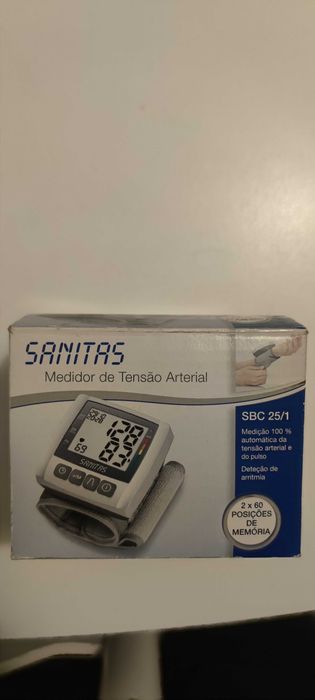 SANITAS
Medidor de Tensão Arterial
SBC 25/1
Medição 100 %
automática da
tensão arterial e
do pulso
Deteção de
arritmia
2 x 60
POSIÇÕES
DE
MEMÓRIA
128
83
69
SANITAS